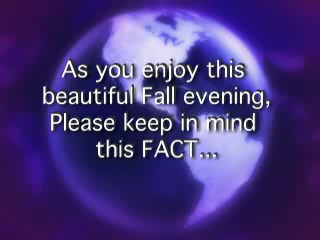 As you enjoy this
beautiful Fall evening,
Please keep in mind
this FACT...